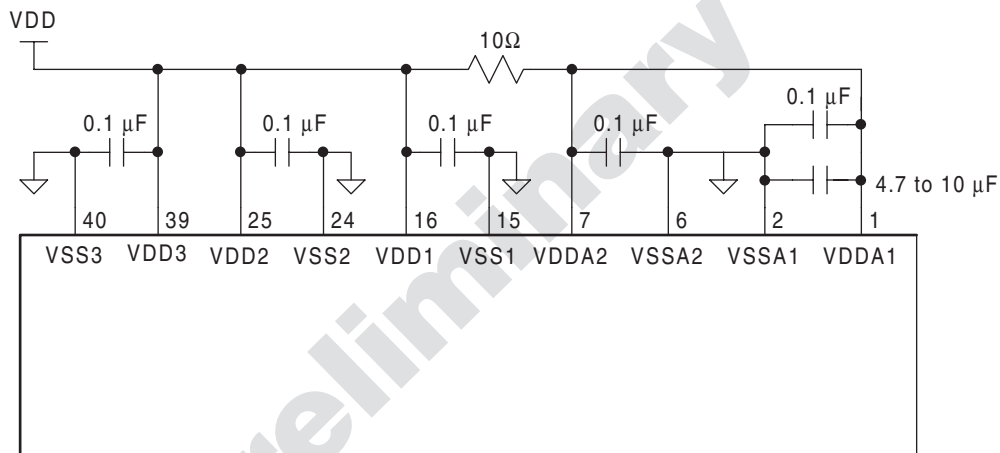 VDD
10Ω
0.1 µF
0.1 µF 0.1 µF 0.1 µF 0.1 µF
4.7 to 10 µF
40 39 25 24 16 15 7 6 2 1
VSS3 VDD3 VDD2 VSS2 VDD1 VSS1 VDDA2 VSSA2 VSSA1 VDDA1
reliminary